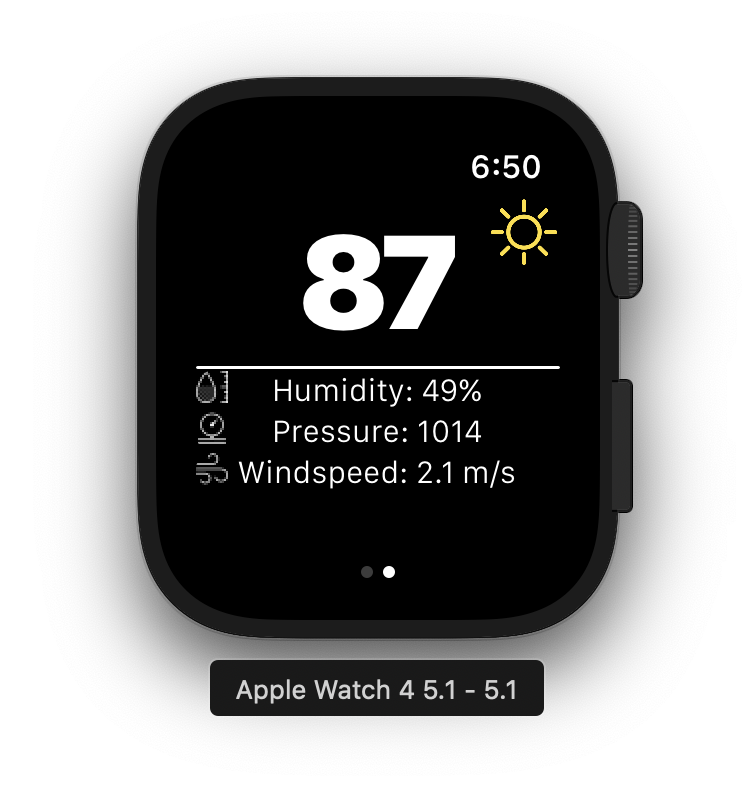 6:50
87
Humidity: 49%
Pressure: 1014
Windspeed: 2.1 m/s
Apple Watch 4 5.1 - 5.1